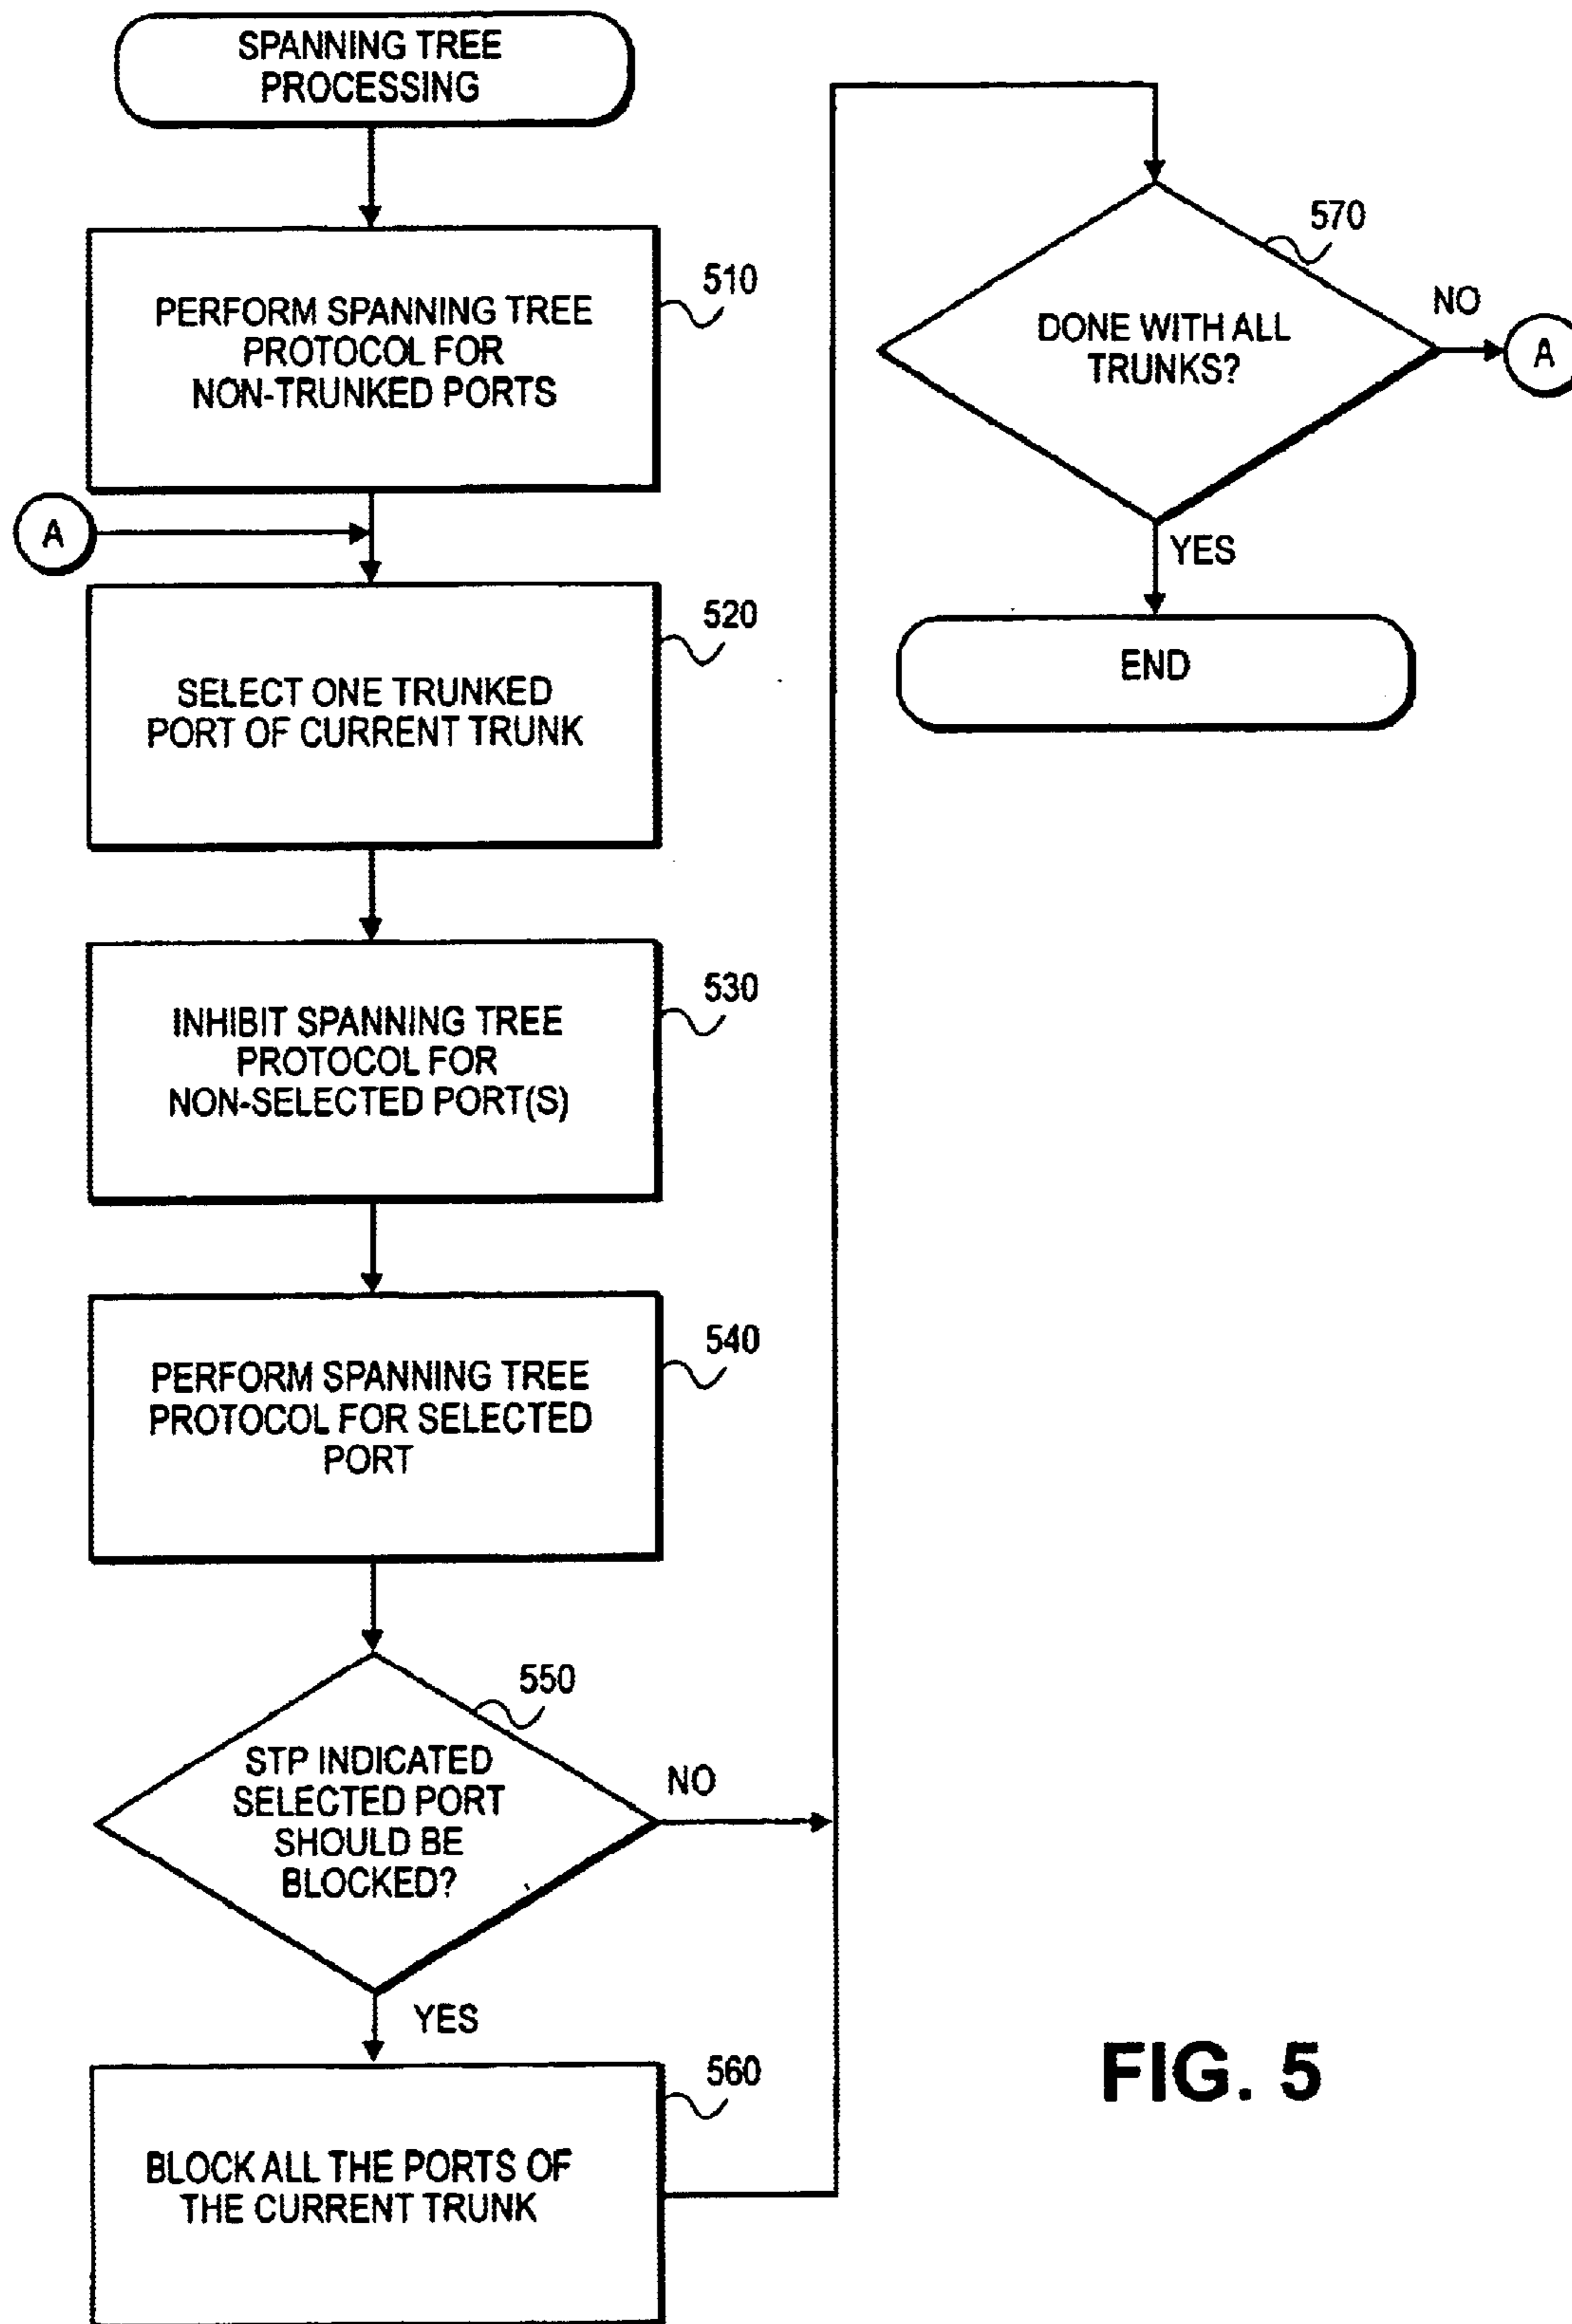 SPANNING TREE
PROCESSING
510
PERFORM SPANNING TREE
PROTOCOL FOR
NON-TRUNKED PORTS
A
520
SELECT ONE TRUNKED
PORT OF CURRENT TRUNK
530
INHIBIT SPANNING TREE
PROTOCOL FOR
NON-SELECTED PORT(S)
540
PERFORM SPANNING TREE
PROTOCOL FOR SELECTED
PORT
550
STP INDICATED
SELECTED PORT
SHOULD BE
BLOCKED?
NO
YES
560
BLOCK ALL THE PORTS OF
THE CURRENT TRUNK
570
DONE WITH ALL
TRUNKS?
NO
A
YES
END
FIG. 5